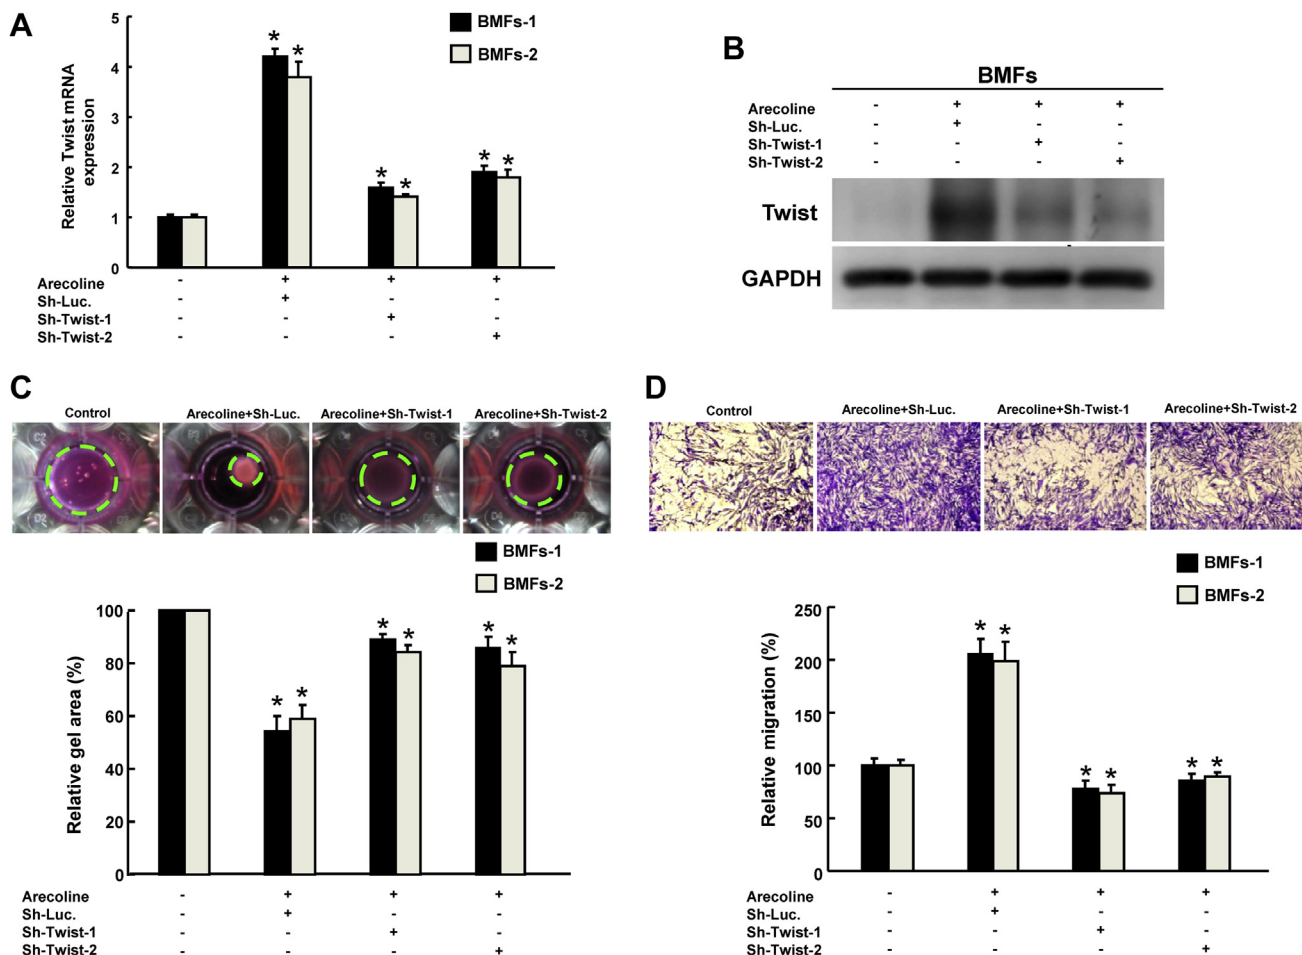 A
5
4
3
2
1
0
Relative Twist mRNA
expression
BMFs-1
BMFs-2
* *
* *
* *
Arecoline - + + +
Sh-Luc. - + - -
Sh-Twist-1 - - + -
Sh-Twist-2 - - - +
B
BMFs
Arecoline - + + +
Sh-Luc. - + - -
Sh-Twist-1 - - + -
Sh-Twist-2 - - - +
Twist
GAPDH
C
Control Arecoline+Sh-Luc. Arecoline+Sh-Twist-1 Arecoline+Sh-Twist-2
BMFs-1
BMFs-2
100
80
60
40
20
0
Relative gel area (%)
* *
* *
* *
Arecoline - + + +
Sh-Luc. - + - -
Sh-Twist-1 - - + -
Sh-Twist-2 - - - +
D
Control Arecoline+Sh-Luc. Arecoline+Sh-Twist-1 Arecoline+Sh-Twist-2
BMFs-1
BMFs-2
250
200
150
100
50
0
Relative migration (%)
* *
* *
* *
Arecoline - + + +
Sh-Luc. - + - -
Sh-Twist-1 - - + -
Sh-Twist-2 - - - +